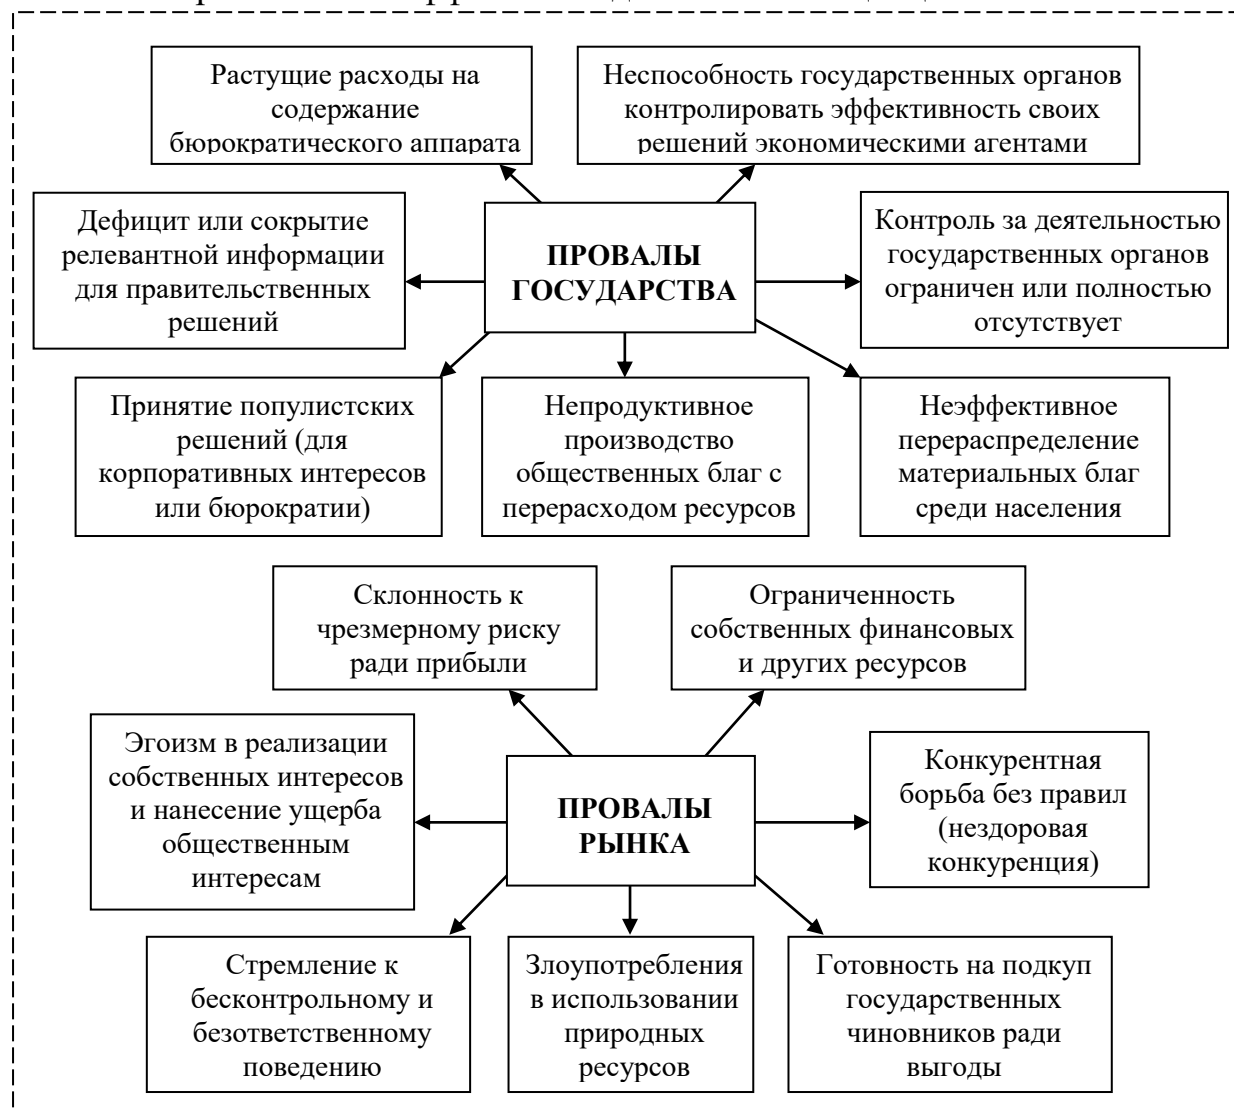 Растущие расходы на
содержание
бюрократического аппарата
Неспособность государственных органов
контролировать эффективность своих
решений экономическими агентами
Дефицит или сокрытие
релевантной информации
для правительственных
решений
ПРОВАЛЫ
ГОСУДАРСТВА
Контроль за деятельностью
государственных органов
ограничен или полностью
отсутствует
Принятие популистских
решений (для
корпоративных интересов
или бюрократии)
Непродуктивное
производство
общественных благ с
перерасходом ресурсов
Неэффективное
перераспределение
материальных благ
среди населения
Склонность к
чрезмерному риску
ради прибыли
Ограниченность
собственных финансовых
и других ресурсов
Эгоизм в реализации
собственных интересов
и нанесение ущерба
общественным
интересам
ПРОВАЛЫ
РЫНКА
Конкурентная
борьба без правил
(нездоровая
конкуренция)
Стремление к
бесконтрольному и
безответственному
поведению
Злоупотребления
в использовании
природных
ресурсов
Готовность на подкуп
государственных
чиновников ради
выгоды